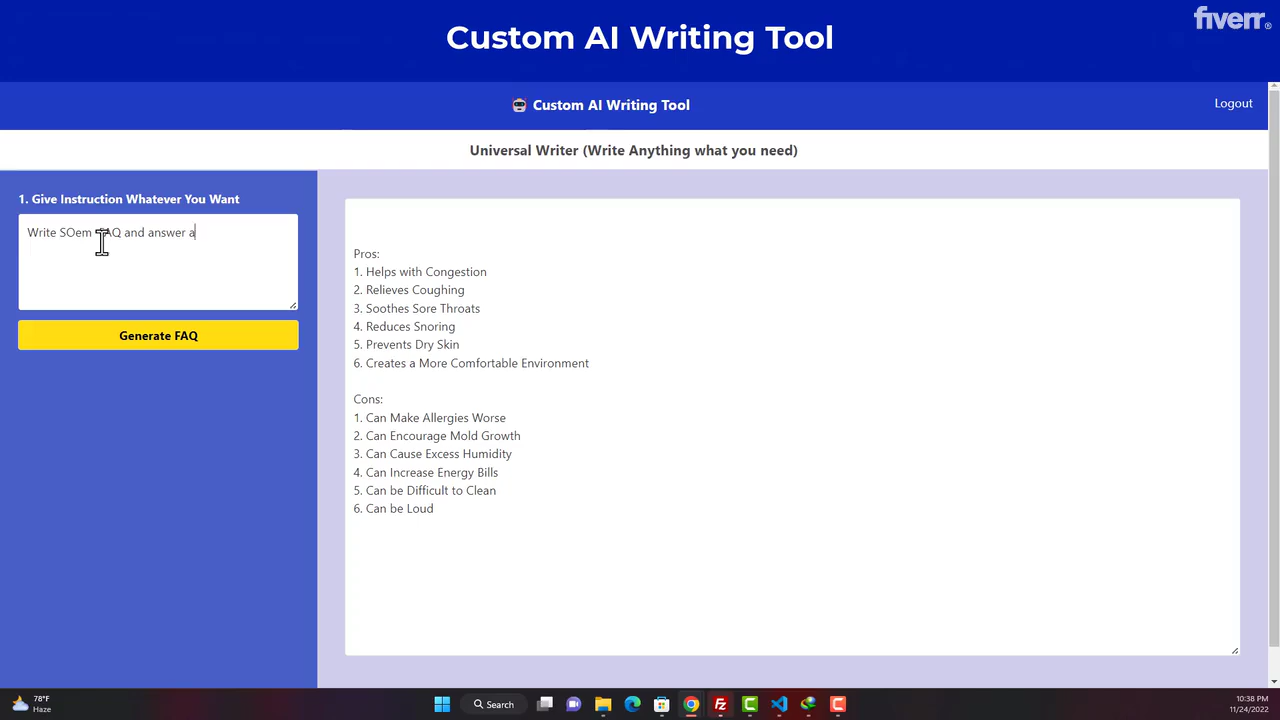 fiverr®
Custom AI Writing Tool
Custom AI Writing Tool
Logout
Universal Writer (Write Anything what you need)
1. Give Instruction Whatever You Want
Write SOem FAQ and answer a
Generate FAQ
Pros:
1. Helps with Congestion
2. Relieves Coughing
3. Soothes Sore Throats
4. Reduces Snoring
5. Prevents Dry Skin
6. Creates a More Comfortable Environment
Cons:
1. Can Make Allergies Worse
2. Can Encourage Mold Growth
3. Can Cause Excess Humidity
4. Can Increase Energy Bills
5. Can be Difficult to Clean
6. Can be Loud
78°F
Haze
Search
Fz
C
C
10:38 PM
11/24/2022